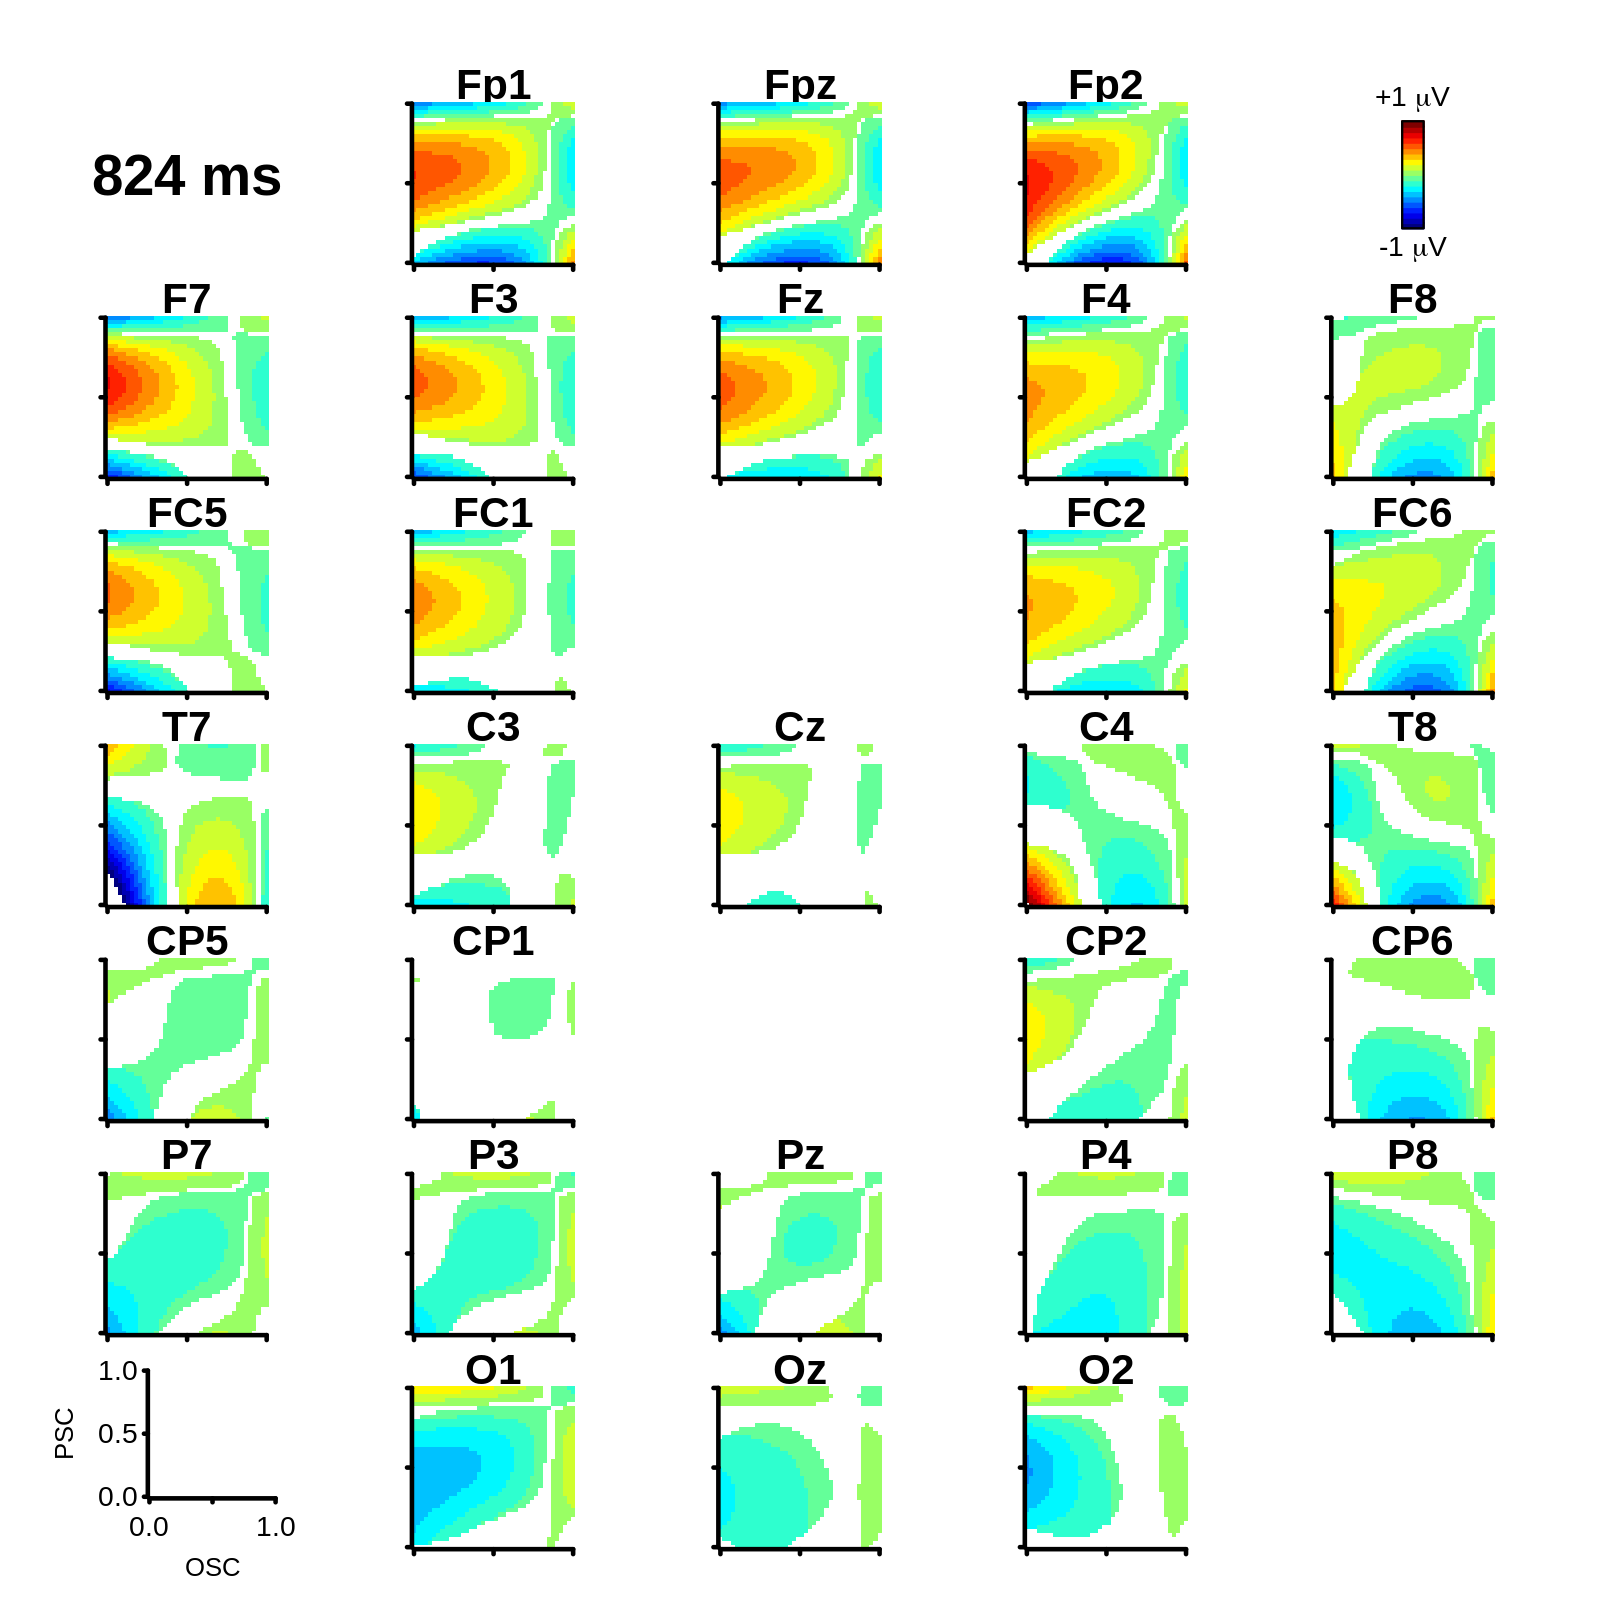 Fp1 Fpz Fp2
+1 μV
824 ms
-1 μV
F7 F3 Fz F4 F8
FC5 FC1 FC2 FC6
T7 C3 Cz C4 T8
CP5 CP1 CP2 CP6
P7 P3 Pz P4 P8
O1 Oz O2
1.0
PSC
0.5
0.0
0.0 1.0
OSC